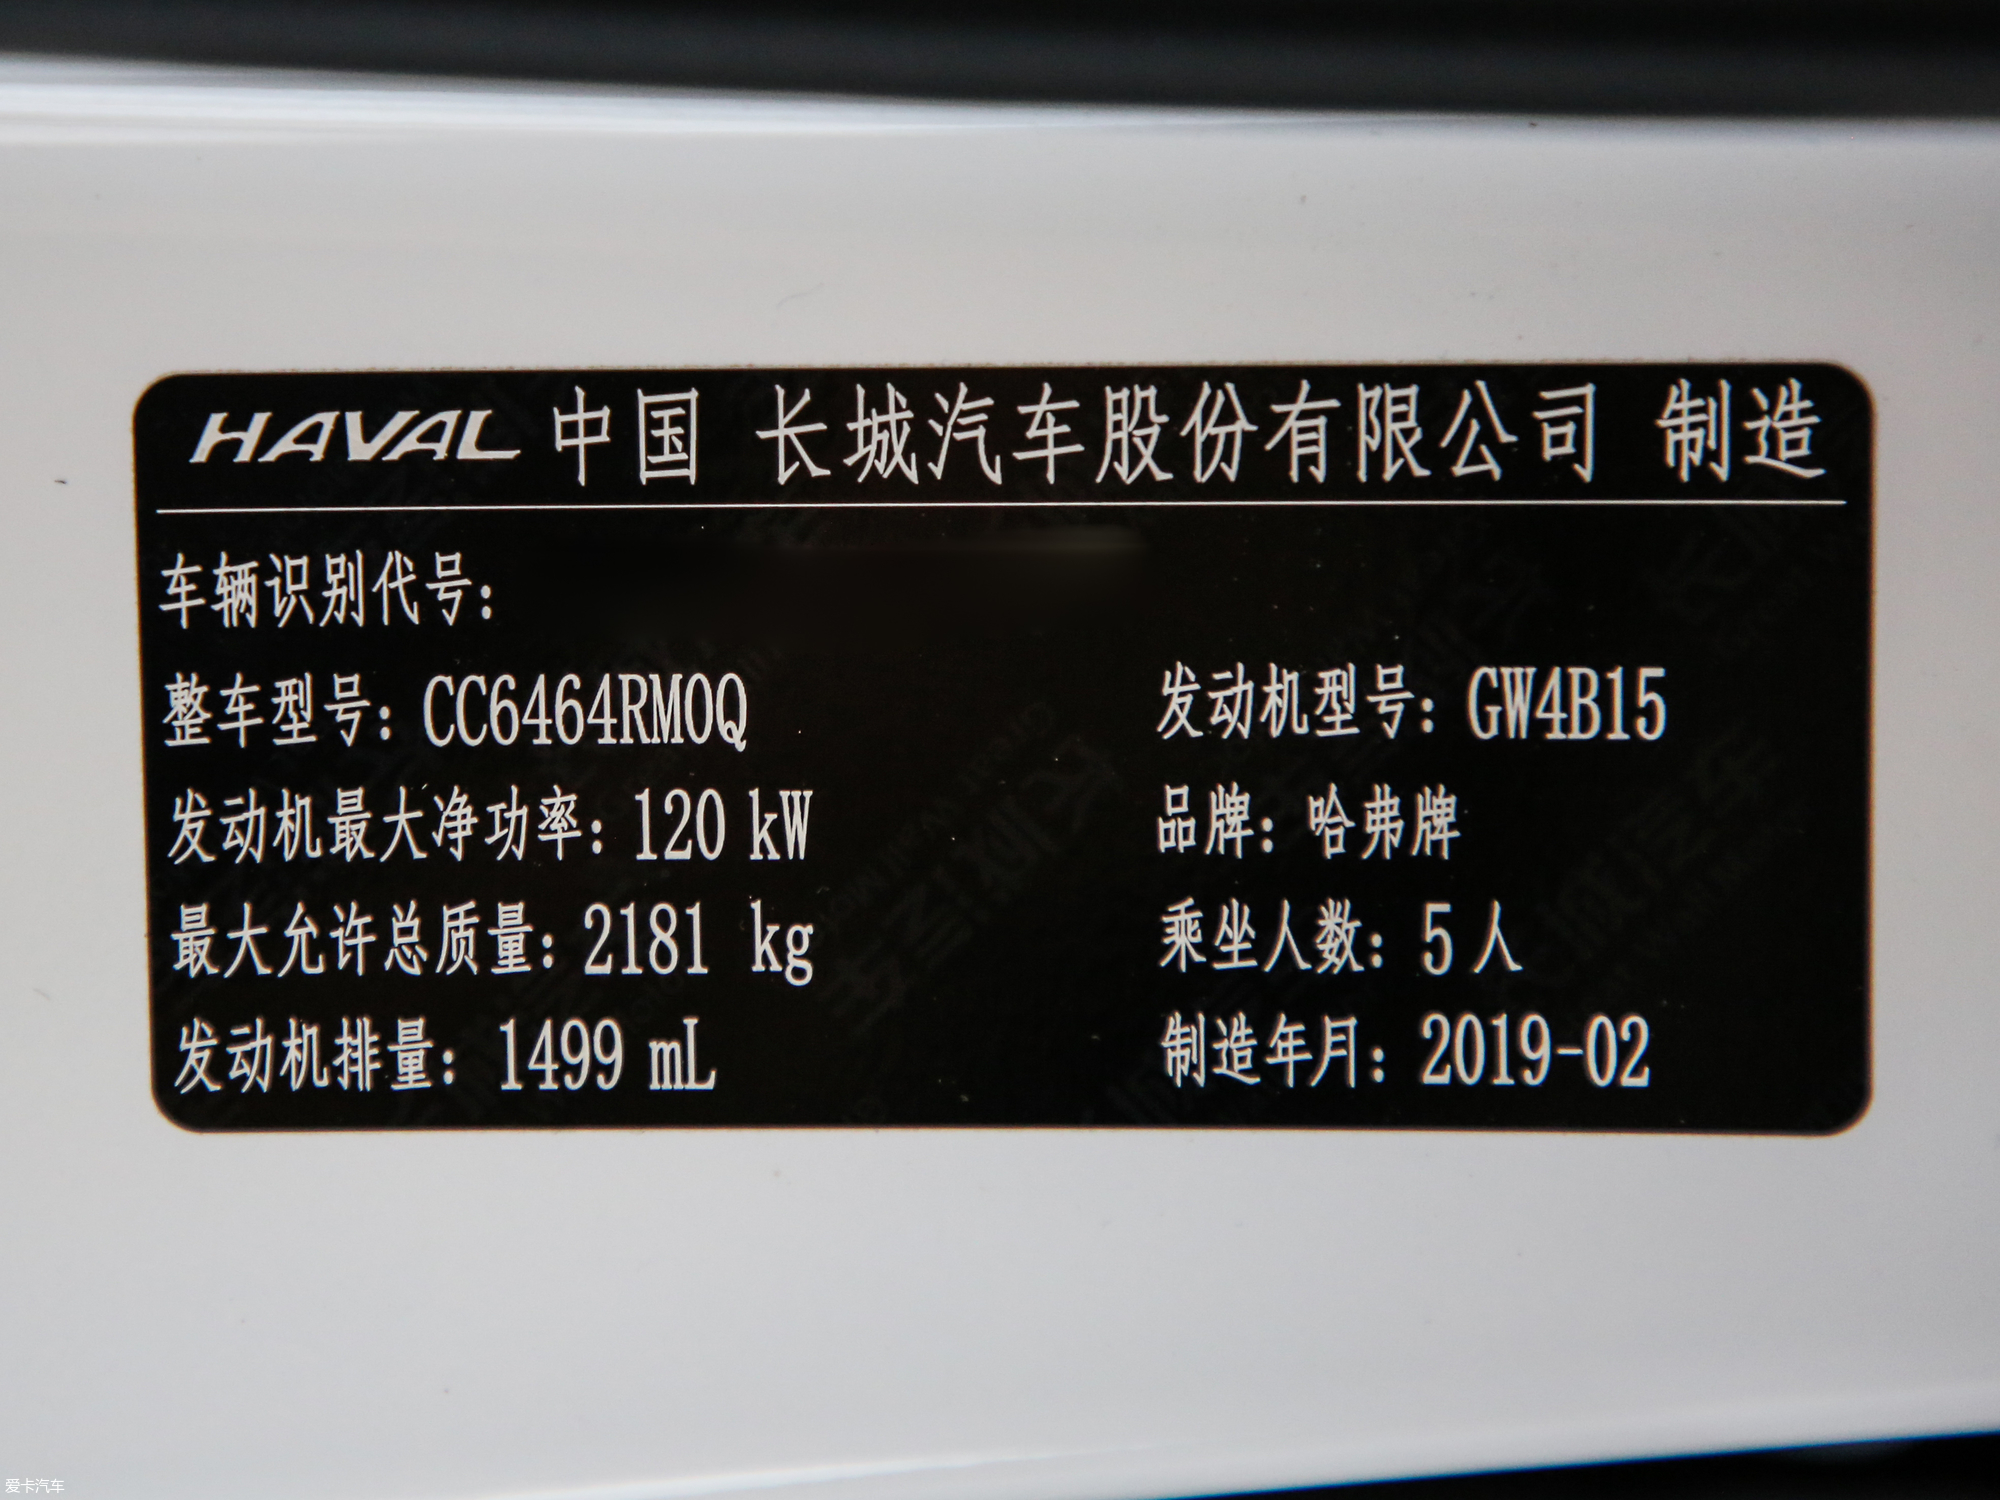 HAVAL 中国 长城汽车股份有限公司 制造
车辆识别代号：
整车型号：CC6464RM0Q 发动机型号：GW4B15
发动机最大净功率：120 kW 品牌：哈弗牌
最大允许总质量：2181 kg 乘坐人数：5 人
发动机排量：1499 mL 制造年月：2019-02
爱卡汽车